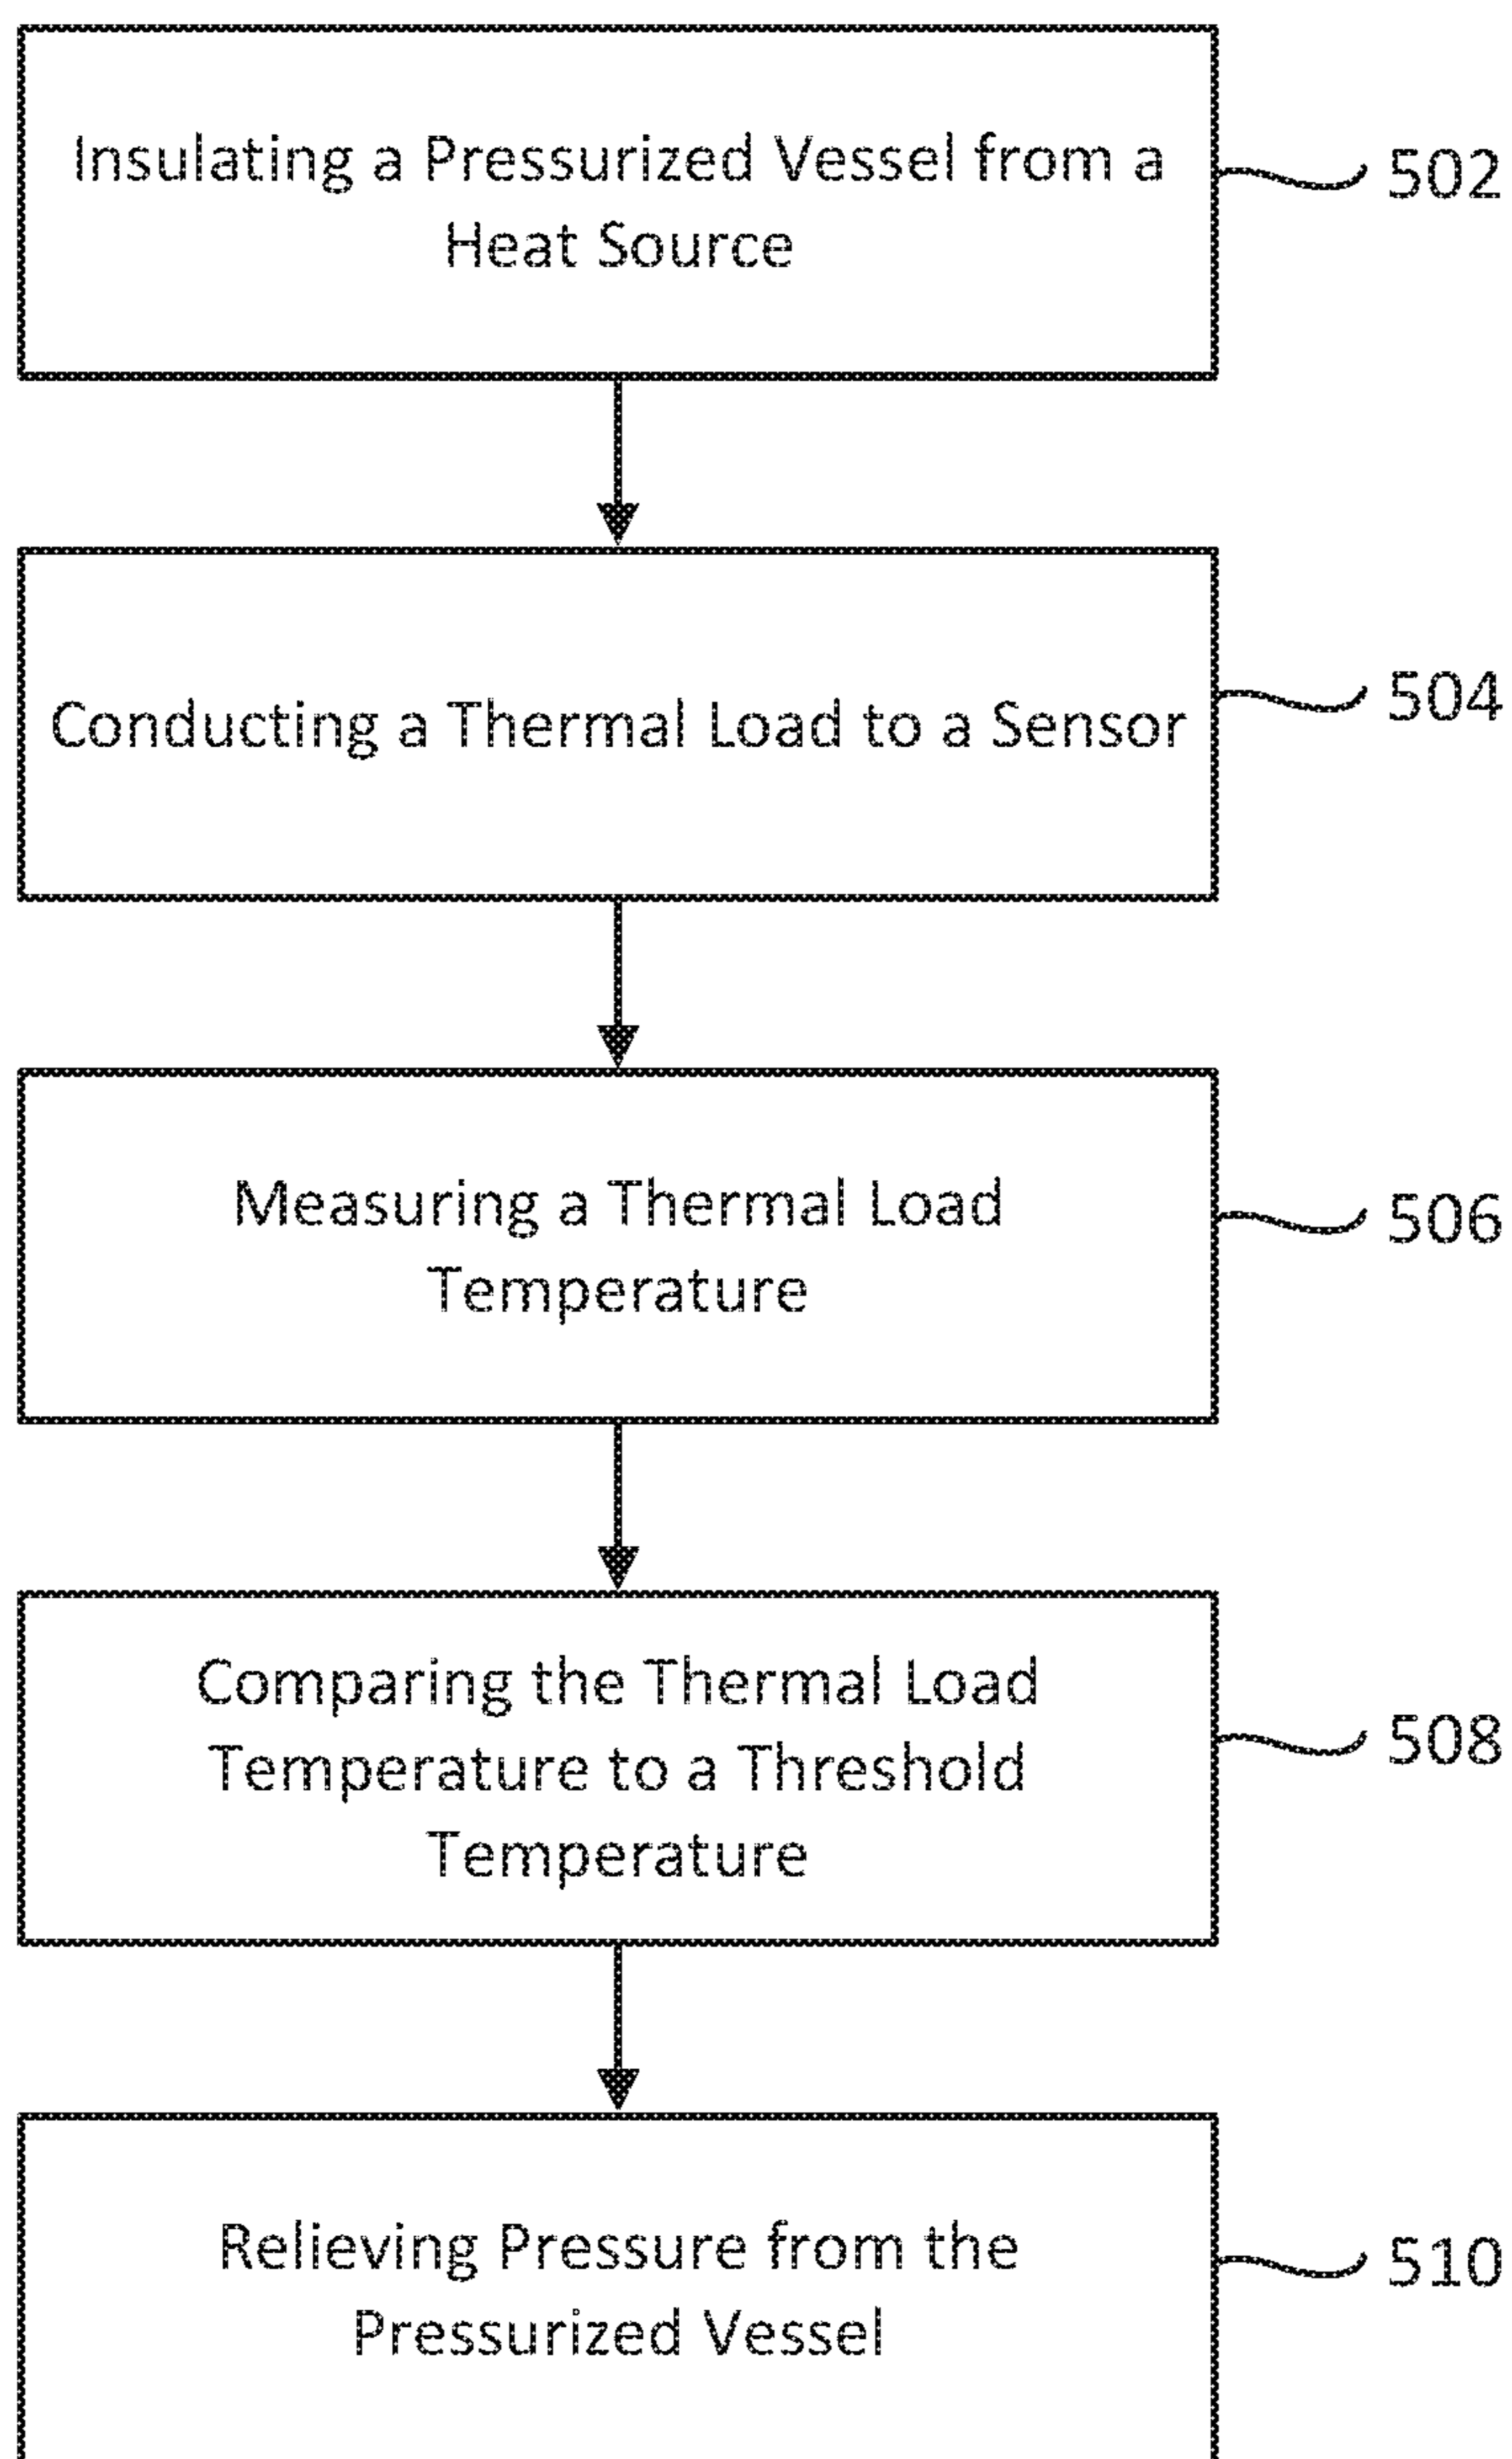 Insulating a Pressurized Vessel from a
Heat Source
502
Conducting a Thermal Load to a Sensor
504
Measuring a Thermal Load
Temperature
506
Comparing the Thermal Load
Temperature to a Threshold
Temperature
508
Relieving Pressure from the
Pressurized Vessel
510